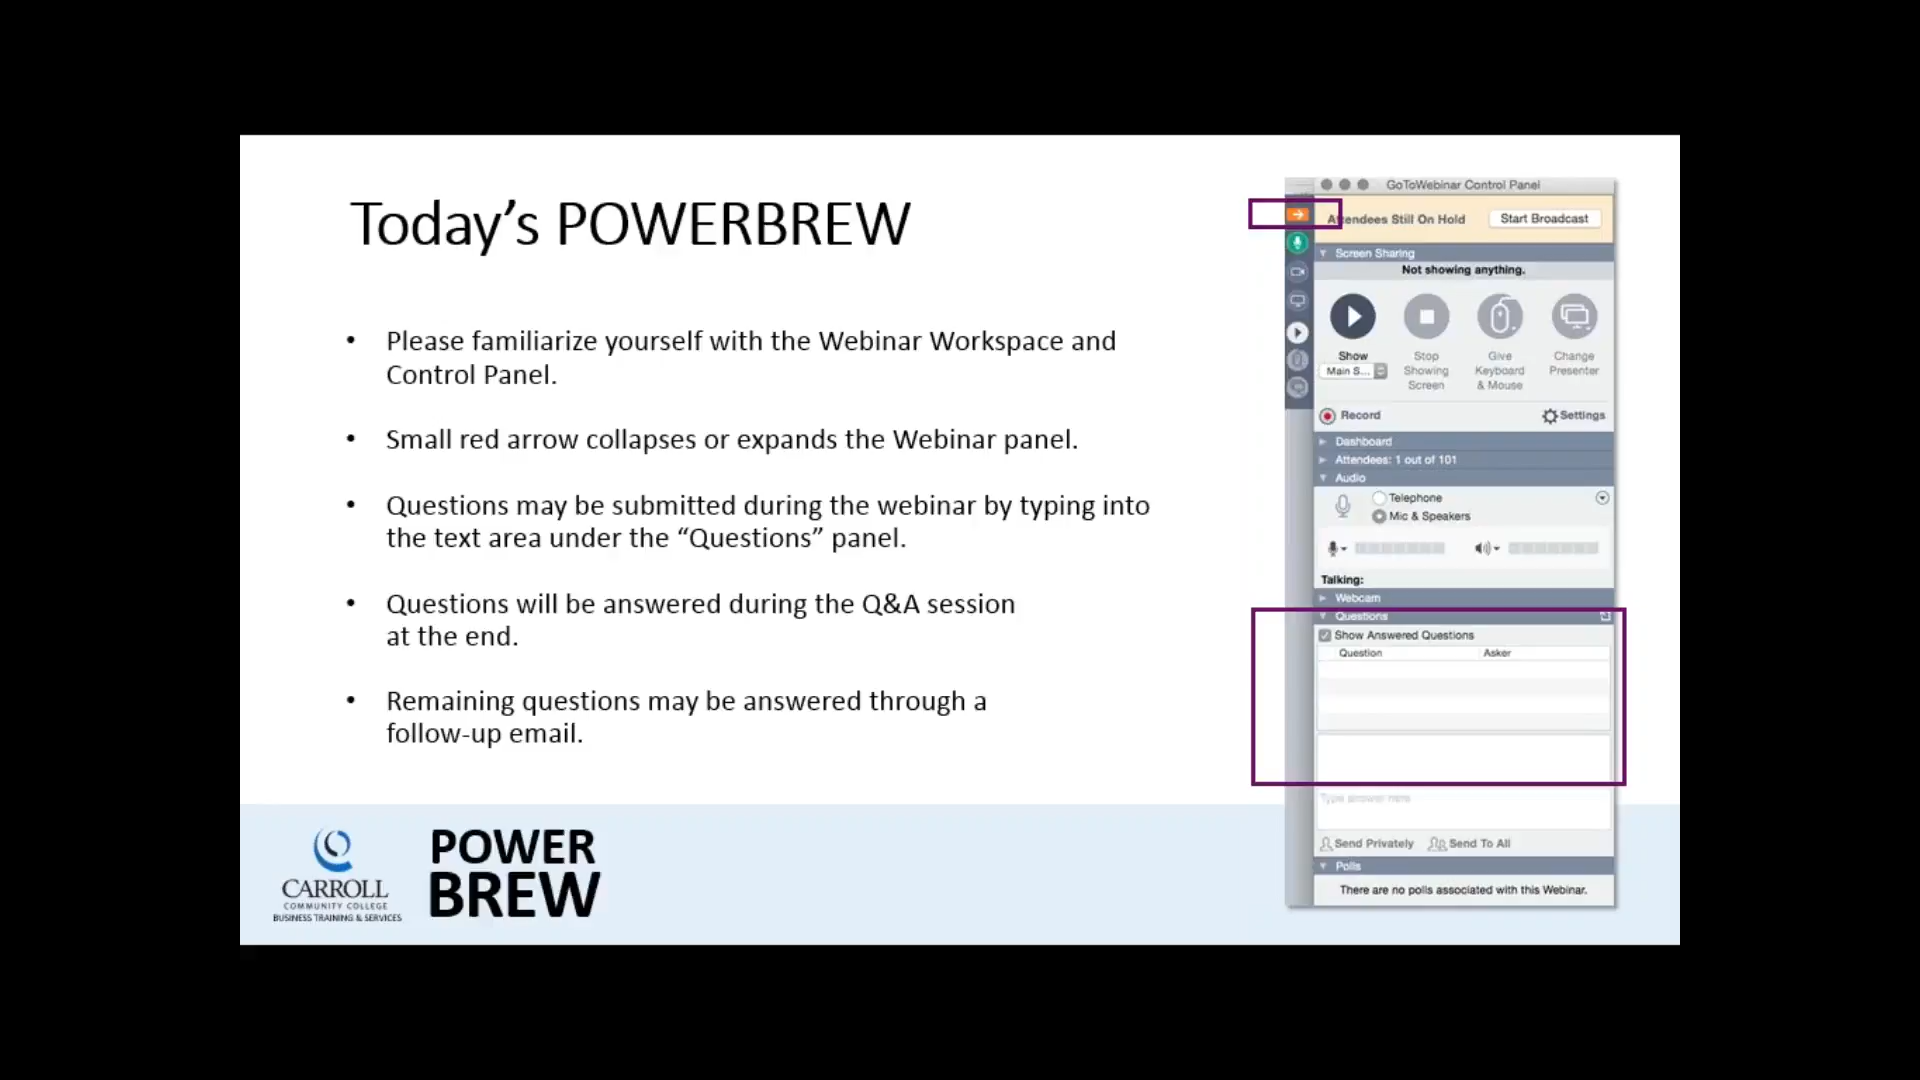 Today's POWERBREW
• Please familiarize yourself with the Webinar Workspace and
Control Panel.
• Small red arrow collapses or expands the Webinar panel.
• Questions may be submitted during the webinar by typing into
the text area under the “Questions” panel.
• Questions will be answered during the Q&A session
at the end.
• Remaining questions may be answered through a
follow-up email.
CARROLL
COMMUNITY COLLEGE
BUSINESS TRAINING & SERVICES
POWER
BREW
GoToWebinar Control Panel
Attendees Still On Hold Start Broadcast
Screen Sharing
Not showing anything.
Show Stop Give Change
Main S... Showing Keyboard Presenter
Screen & Mouse
Record Settings
Dashboard
Attendees: 1 out of 101
Audio
Telephone
Mic & Speakers
Talking:
Webcam
Questions
Show Answered Questions
Question Asker
Type answer here
Send Privately Send To All
Polls
There are no polls associated with this Webinar.